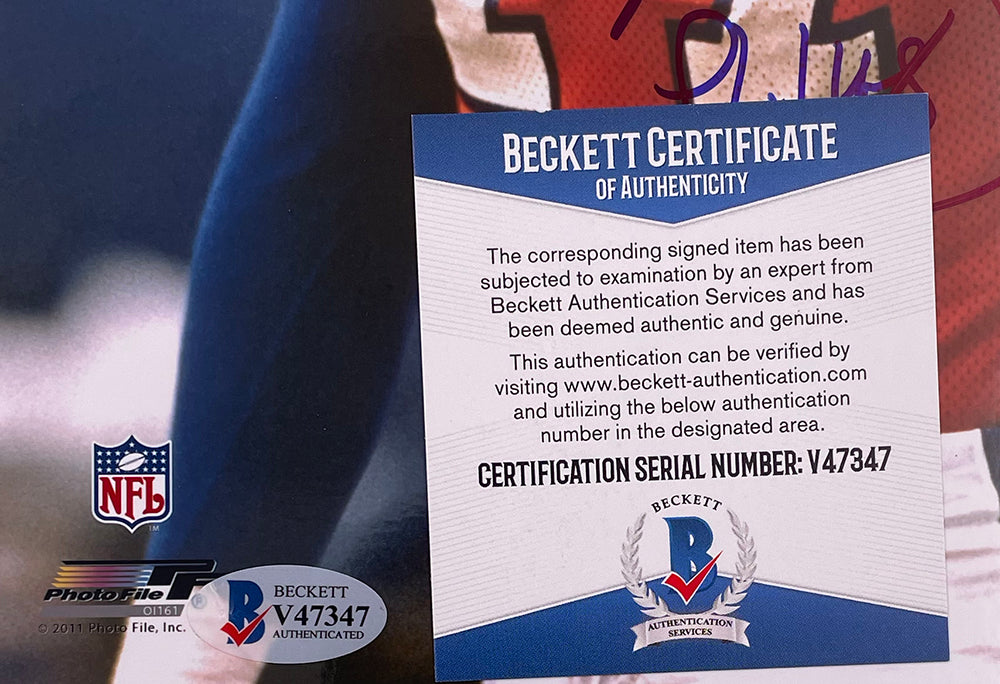 BECKETT CERTIFICATE
OF AUTHENTICITY
The corresponding signed item has been
subjected to examination by an expert from
Beckett Authentication Services and has
been deemed authentic and genuine.
This authentication can be verified by
visiting www.beckett-authentication.com
and utilizing the below authentication
number in the designated area.
CERTIFICATION SERIAL NUMBER: V47347
BECKETT
B
AUTHENTICATION
SERVICES
NFL
TM
PF
Photo File
OI161
© 2011 Photo File, Inc.
®
B
BECKETT
V47347
AUTHENTICATED